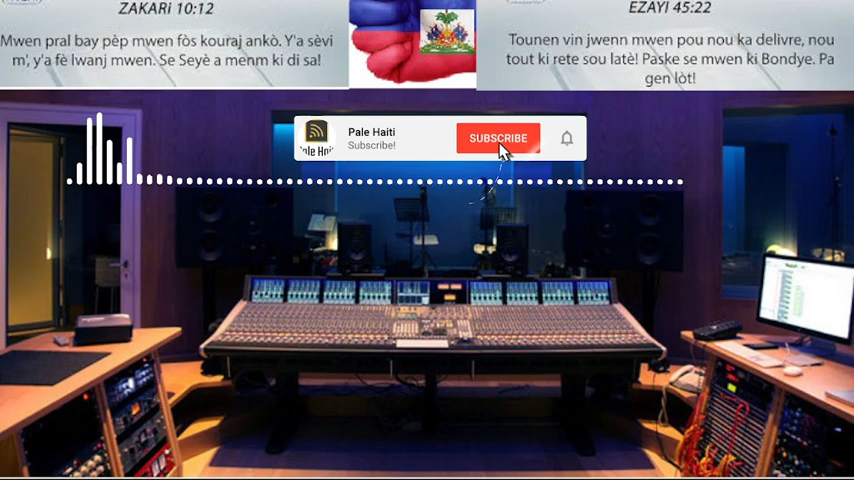 ZAKARI 10:12
Mwen pral bay pèp mwen fòs kouraj ankò. Y'a sèvi
m', y'a fè lwanj mwen. Se Seyè a menm ki di sa!
EZAYI 45:22
Tounen vin jwenn mwen pou nou ka delivre, nou
tout ki rete sou latè! Paske se mwen ki Bondye. Pa
gen lòt!
Pale Haiti
Subscribe!
SUBSCRIBE